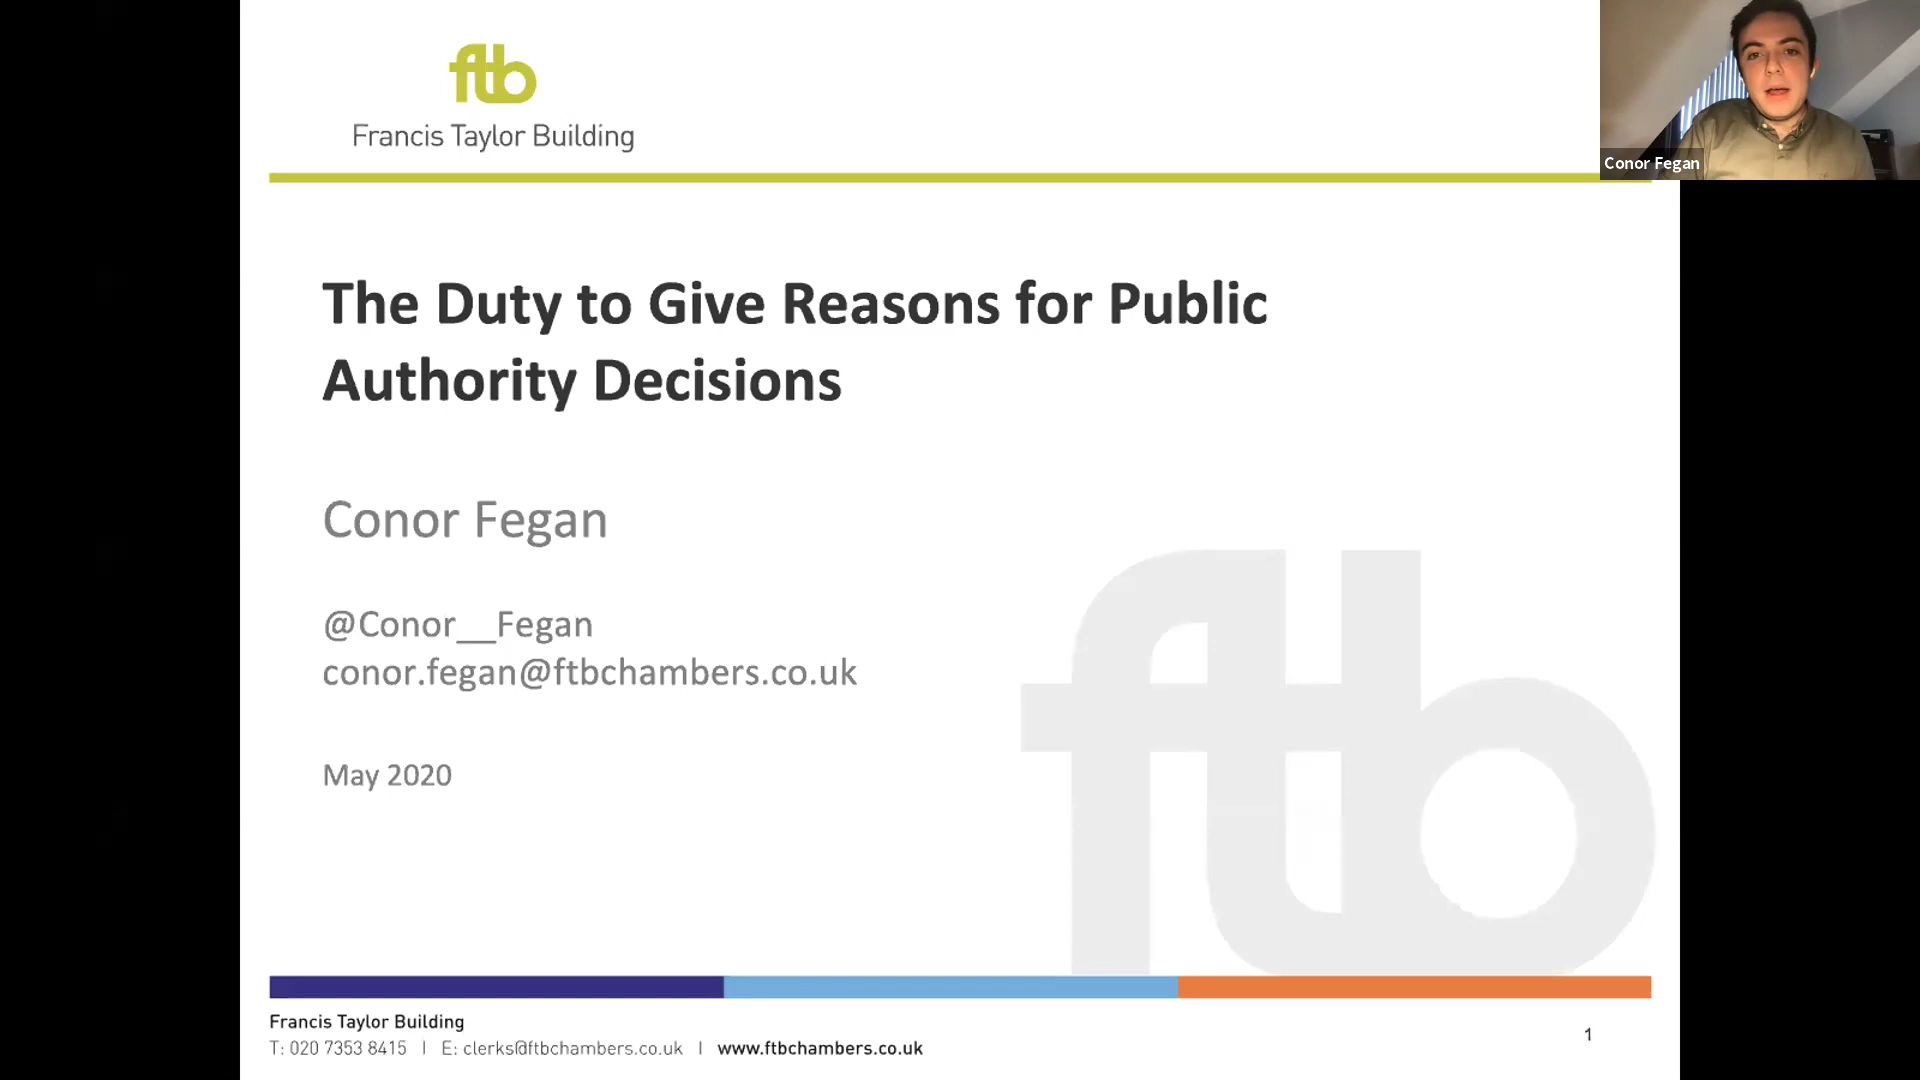 ftb
Francis Taylor Building
Conor Fegan
The Duty to Give Reasons for Public
Authority Decisions
Conor Fegan
@Conor__Fegan
conor.fegan@ftbchambers.co.uk
May 2020
ftb
Francis Taylor Building
T: 020 7353 8415 | E: clerks@ftbchambers.co.uk | www.ftbchambers.co.uk
1